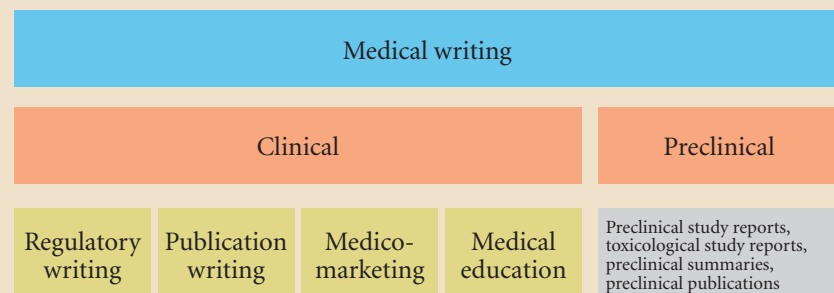 Medical writing
Clinical
Preclinical
Regulatory
writing
Publication
writing
Medico-
marketing
Medical
education
Preclinical study reports,
toxicological study reports,
preclinical summaries,
preclinical publications